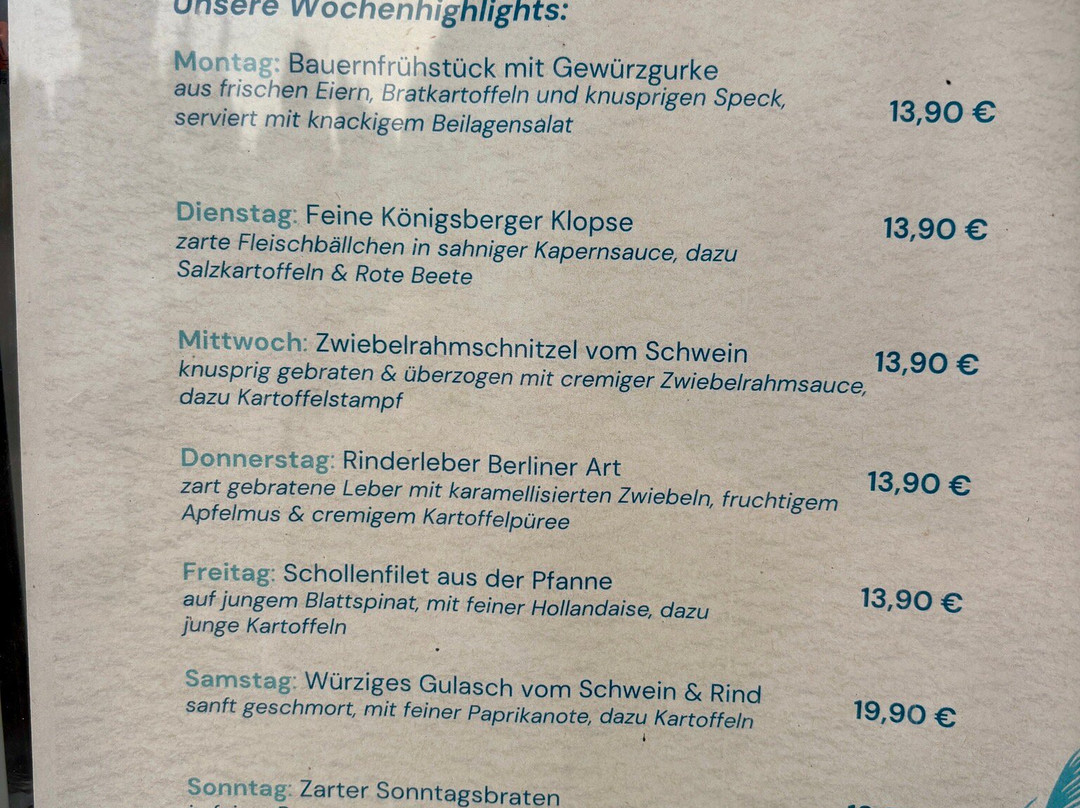 Unsere Wochenhighlights:
Montag: Bauernfrühstück mit Gewürzgurke
aus frischen Eiern, Bratkartoffeln und knusprigen Speck,
serviert mit knackigem Beilagensalat
13,90 €
Dienstag: Feine Königsberger Klopse
13,90 €
zarte Fleischbällchen in sahniger Kapernsauce, dazu
Salzkartoffeln & Rote Beete
Mittwoch: Zwiebelrahmschnitzel vom Schwein
13,90 €
knusprig gebraten & überzogen mit cremiger Zwiebelrahmsauce,
dazu Kartoffelstampf
Donnerstag: Rinderleber Berliner Art
13,90 €
zart gebratene Leber mit karamellisierten Zwiebeln, fruchtigem
Apfelmus & cremigem Kartoffelpüree
Freitag: Schollenfilet aus der Pfanne
13,90 €
auf jungem Blattspinat, mit feiner Hollandaise, dazu
junge Kartoffeln
Samstag: Würziges Gulasch vom Schwein & Rind
19,90 €
sanft geschmort, mit feiner Paprikanote, dazu Kartoffeln
Sonntag: Zarter Sonntagsbraten